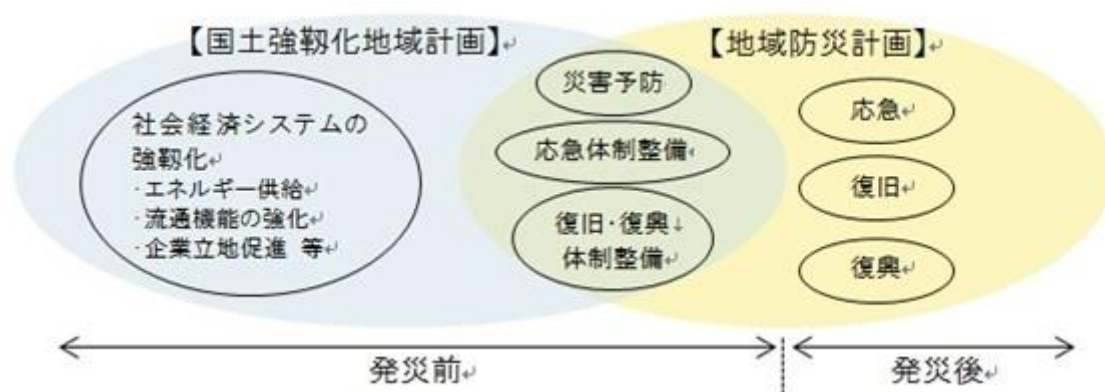 【国土強靱化地域計画】↵
【地域防災計画】↵
社会経済システムの
強靱化↵
・エネルギー供給↵
・流通機能の強化↵
・企業立地促進 等↵
災害予防
応急体制整備↵
復旧・復興↓
体制整備↵
応急↵
復旧↵
復興↵
発災前↵
発災後↵